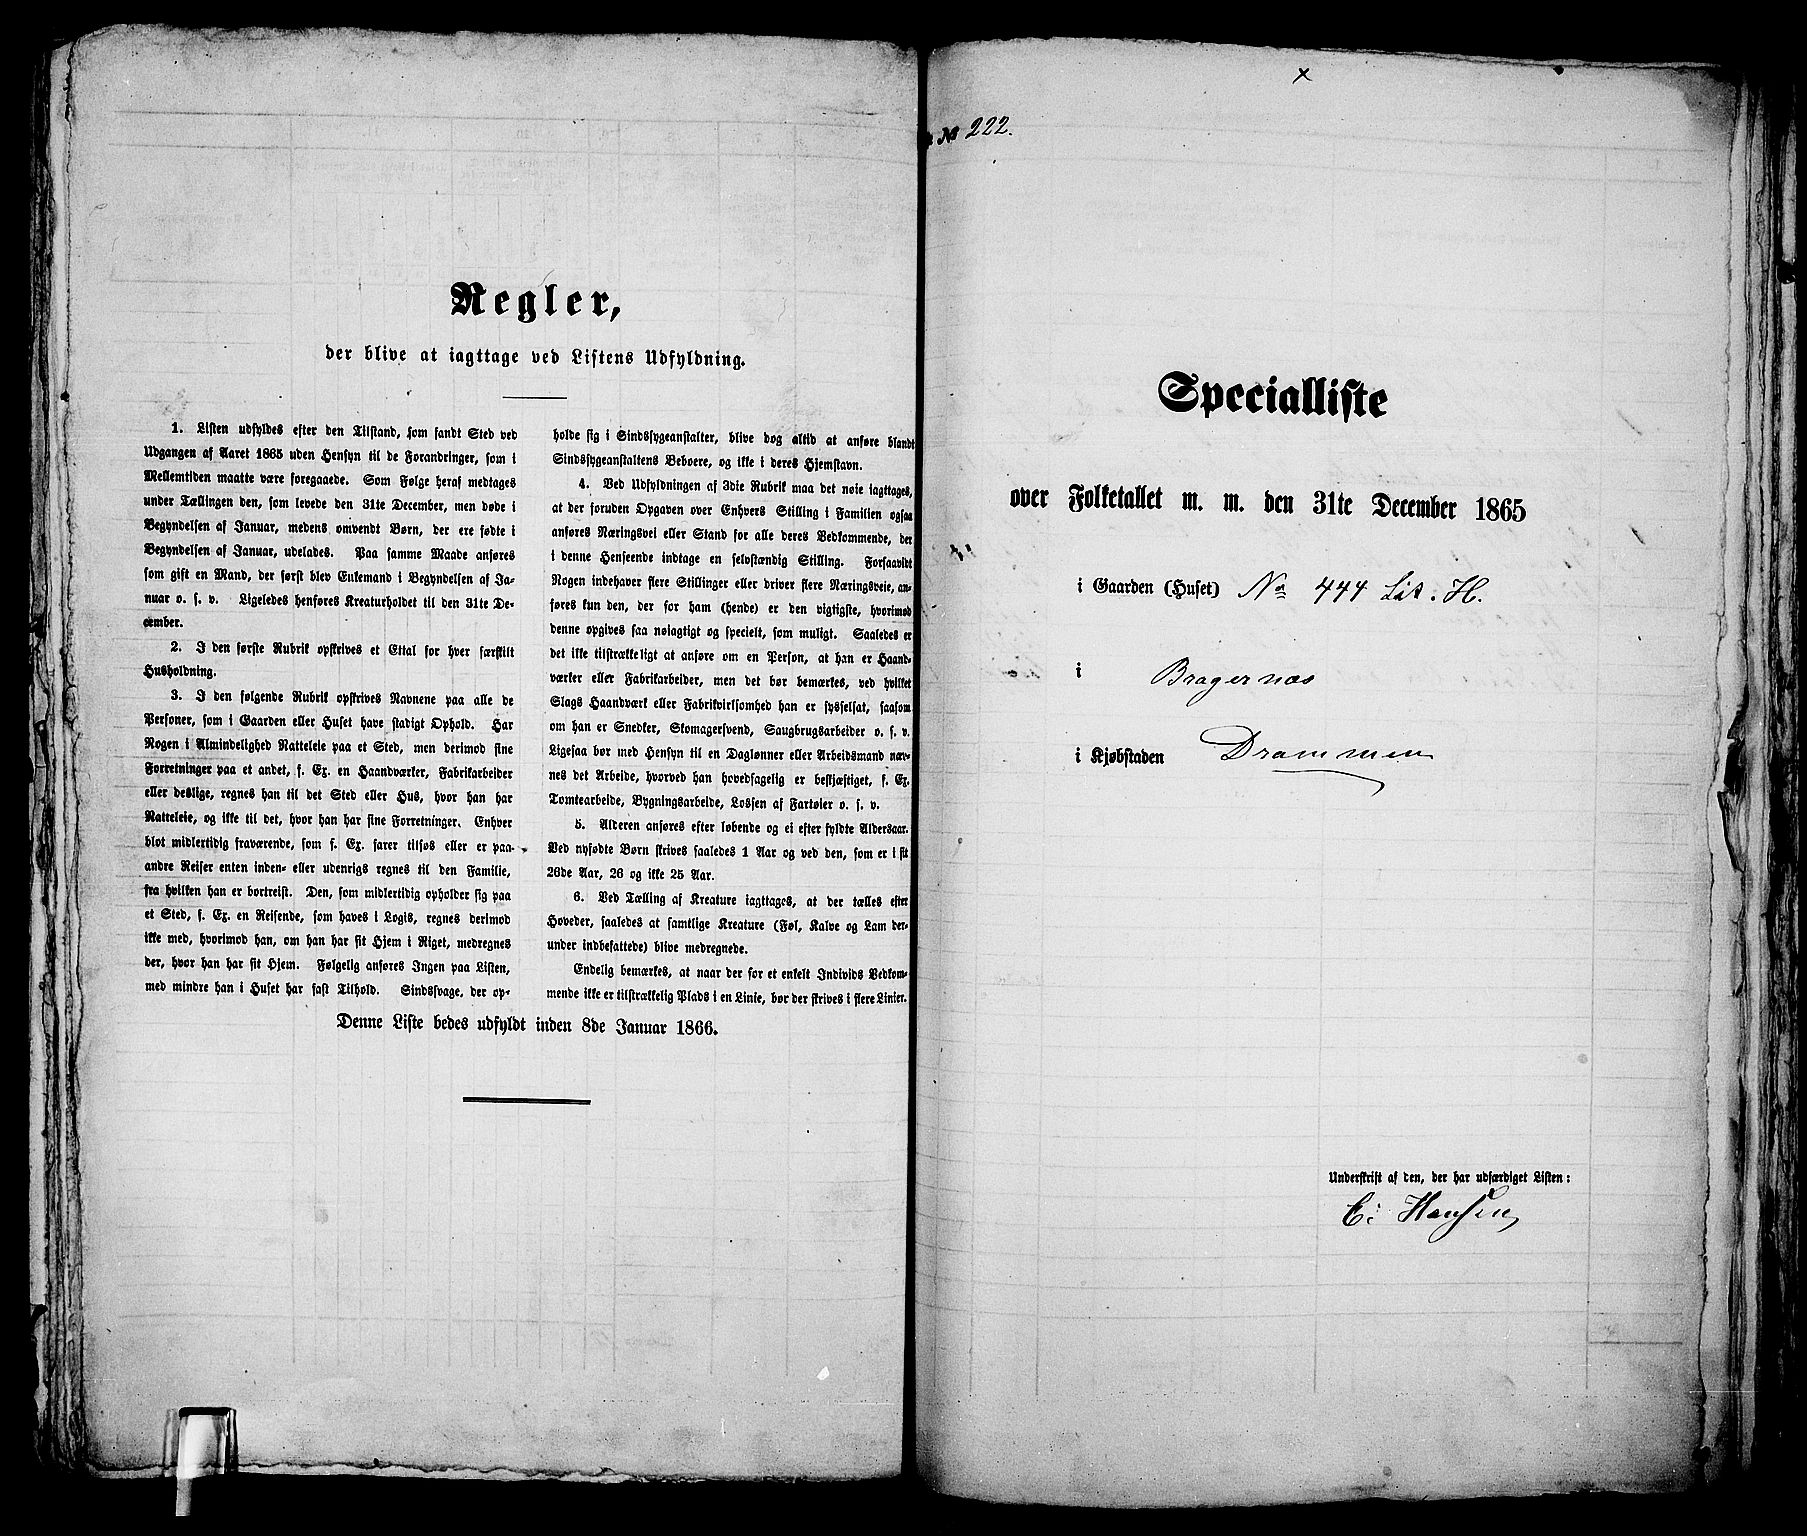 Regler,
der blive at iagttage ved Listens Udfyldning.
1. Listen udfyldes efter den Tilstand, som fandt Sted ved
Udgangen af Aaret 1865 uden Hensyn til de Forandringer, som i
Mellemtiden maatte være foregaaede. Som Følge heraf medtages
under Tællingen den, som levede den 31te December, men døde i
Begyndelsen af Januar, medens omvendt Børn, der ere fødte i
Begyndelsen af Januar, udelades. Paa samme Maade anføres
som gift en Mand, der først blev Enkemand i Begyndelsen af Ja-
nuar o. s. v. Ligeledes henføres Kreaturholdet til den 31te De-
cember.
2. I den første Rubrik opskrives et Ettal for hver særskilt
Husholdning.
3. I den følgende Rubrik opskrives Navnene paa alle de
Personer, som i Gaarden eller Huset have stadigt Ophold. Har
Nogen i Almindelighed Natteleie paa et Sted, men derimod sine
Forretninger paa et andet, f. Ex. en Haandværker, Fabrikarbeider
eller deslige, regnes han til det Sted eller Hus, hvor han har
Natteleie, og ikke til det, hvor han har sine Forretninger. Enhver
blot midlertidig fraværende, som f. Ex. farer tilsøs eller er paa-
andre Reiser enten inden- eller udenrigs regnes til den Familie,
fra hvilken han er bortreist. Den, som midlertidig opholder sig paa
et Sted, f. Ex. en Reisende, som haves i Logis, regnes derimod
ikke med, hvorimod han, om han har sit Hjem i Riget, medregnes
der, hvor han har sit Hjem. Følgelig anføres Ingen paa Listen,
med mindre han i Huset har fast Tilhold. Sindssvage, der op-
holde sig i Sindssygeanstalter, blive dog altid at anføre blandt
Sindssygeanstaltens Beboere, og ikke i deres Hjemstavn.
4. Ved Udfyldningen af 3die Rubrik maa det nøie iagttages,
at der foruden Opgaven over Enhvers Stilling i Familien ogsaa
anføres Næringsvei eller Stand for alle deres Vedkommende, der
i denne Henseende indtage en selvstændig Stilling. Forsaavidt
Nogen indehaver flere Stillinger eller driver flere Næringsveie, an-
føres kun den, der for ham (hende) er den vigtigste, hvorimod
denne opgives saa nøiagtigt og specielt, som muligt. Saaledes er
det ikke tilstrækkeligt at anføre om en Person, at han er Haand-
værker eller Fabrikarbeider, men det bør bemærkes, ved hvilket
Slags Haandværk eller Fabrikvirksomhed han er sysselsat, saasom
om han er Snedker, Skomagersvend, Saugbrugsarbeider o. s. v.
Ligesaa bør med Hensyn til en Daglønner eller Arbeidsmand næv-
nes det Arbeide, hvorved han hovedsagelig er beskjæftiget, f. Ex.
Tomtearbeide, Bygningsarbeide, Lossen af Fartøier o. s. v.
5. Alderen anføres efter løbende og ei efter fyldte Aldersaar.
Ved nyfødte Børn skrives saaledes 1 Aar og ved den, som er i sit
26de Aar, 26 og ikke 25 Aar.
6. Ved Tælling af Kreature iagttages, at der tælles efter
Hoveder, saaledes at samtlige Kreature (Føl, Kalve og Lam der-
under indbefattede) blive medregnede.
Endelig bemærkes, at naar der for et enkelt Individs Vedkom-
mende ikke er tilstrækkelig Plads i en Linie, bør der skrives i flere Linier.
Denne Liste bedes udfyldt inden 8de Januar 1866.
x
№ 222.
Specialliste
over Folketallet m. m. den 31te December 1865
i Gaarden (Huset) No 444 Lit. H.
i Bragernæs
i Kjøbstaden Drammen
Underskrift af den, der har udfærdiget Listen:
C: Hansen